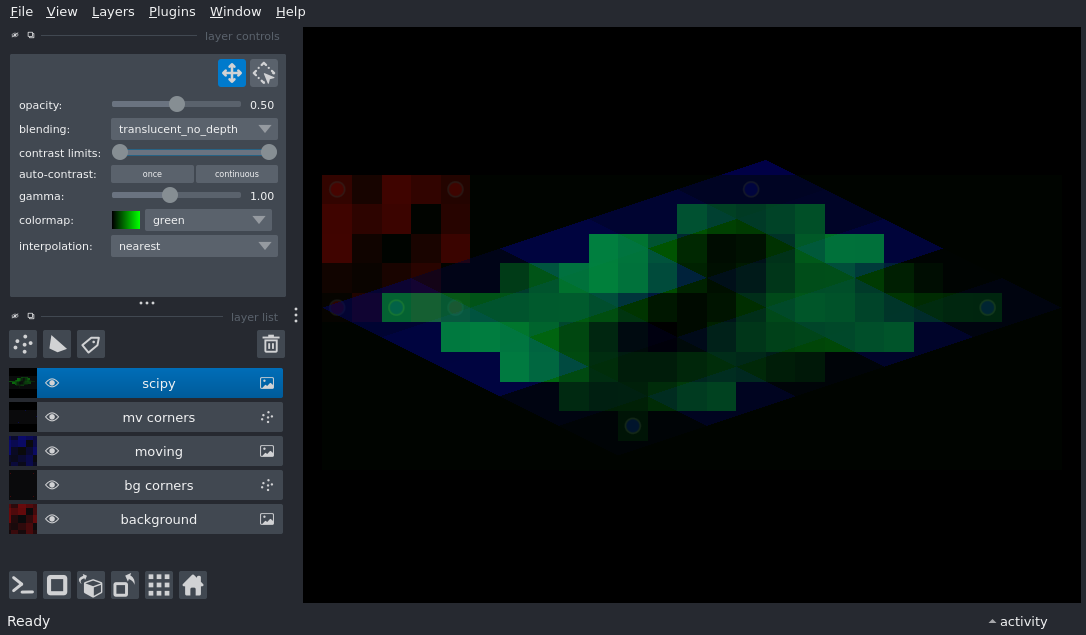 File View Layers Plugins Window Help
layer controls
opacity: 0.50
blending: translucent_no_depth
contrast limits:
auto-contrast: once continuous
gamma: 1.00
colormap: green
interpolation: nearest
layer list
scipy
mv corners
moving
bg corners
background
Ready
activity